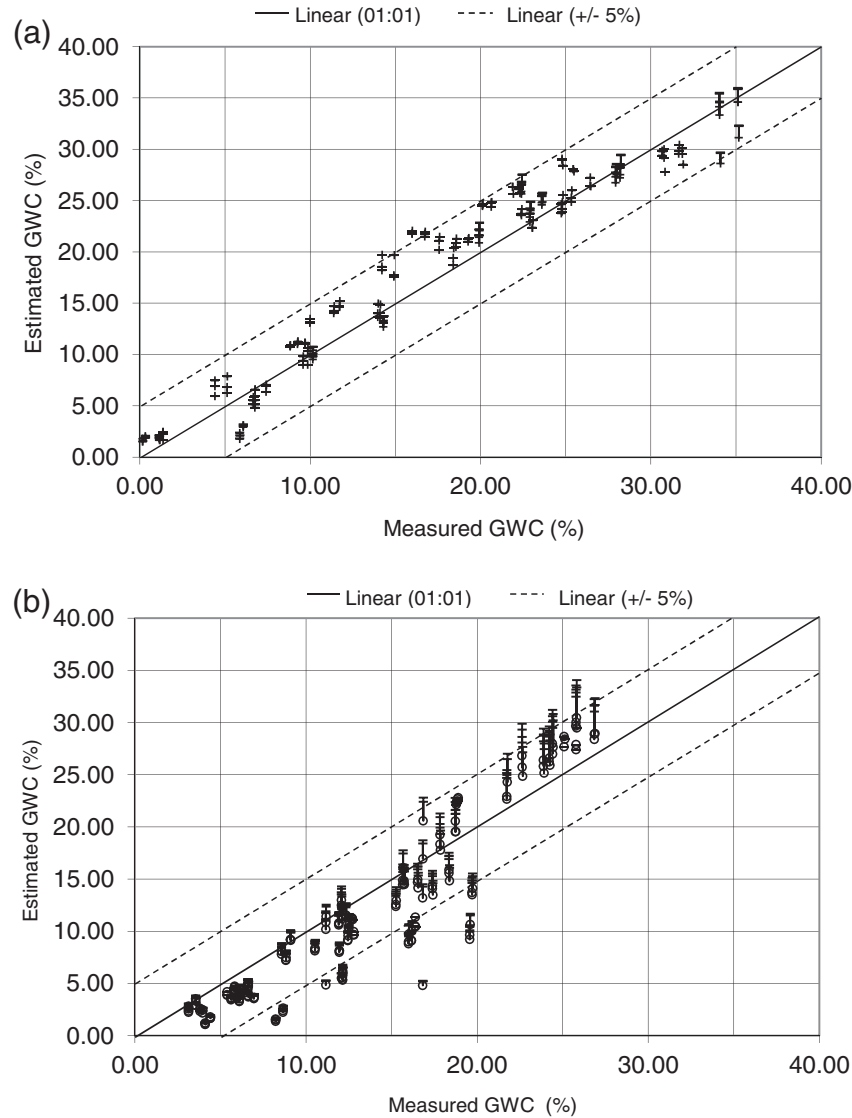 (a)
Linear (01:01) Linear (+/- 5%)
40.00
35.00
30.00
25.00
20.00
15.00
10.00
5.00
0.00
Estimated GWC (%)
0.00 10.00 20.00 30.00 40.00
Measured GWC (%)
(b)
Linear (01:01) Linear (+/- 5%)
40.00
35.00
30.00
25.00
20.00
15.00
10.00
5.00
0.00
Estimated GWC (%)
0.00 10.00 20.00 30.00 40.00
Measured GWC (%)